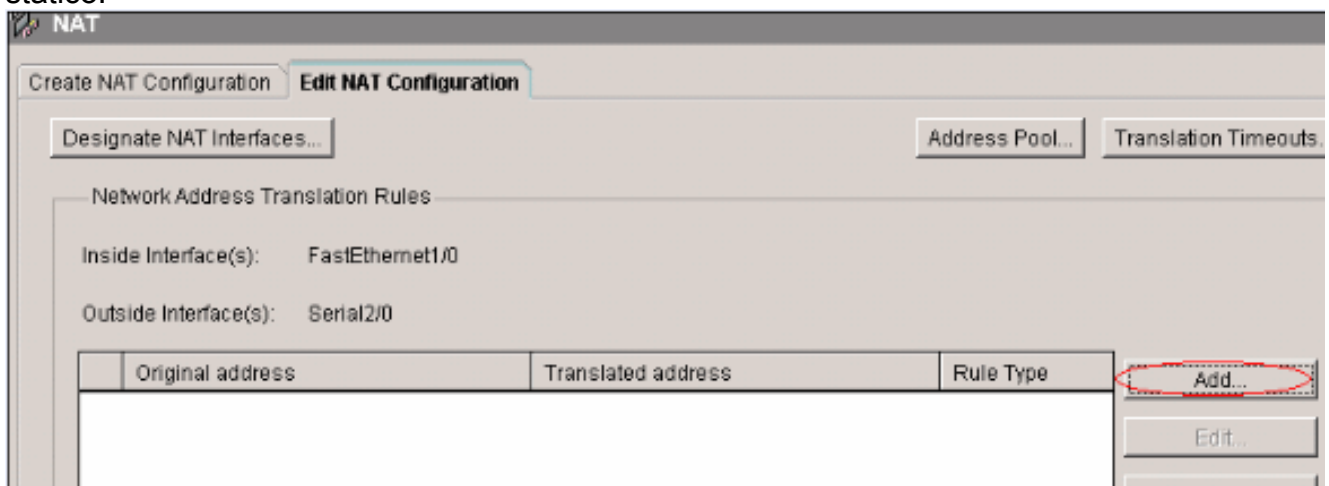 NAT
Create NAT Configuration Edit NAT Configuration
Designate NAT Interfaces... Address Pool... Translation Timeouts.
Network Address Translation Rules
Inside Interface(s): FastEthernet1/0
Outside Interface(s): Serial2/0
Original address Translated address Rule Type Add...
Edit...